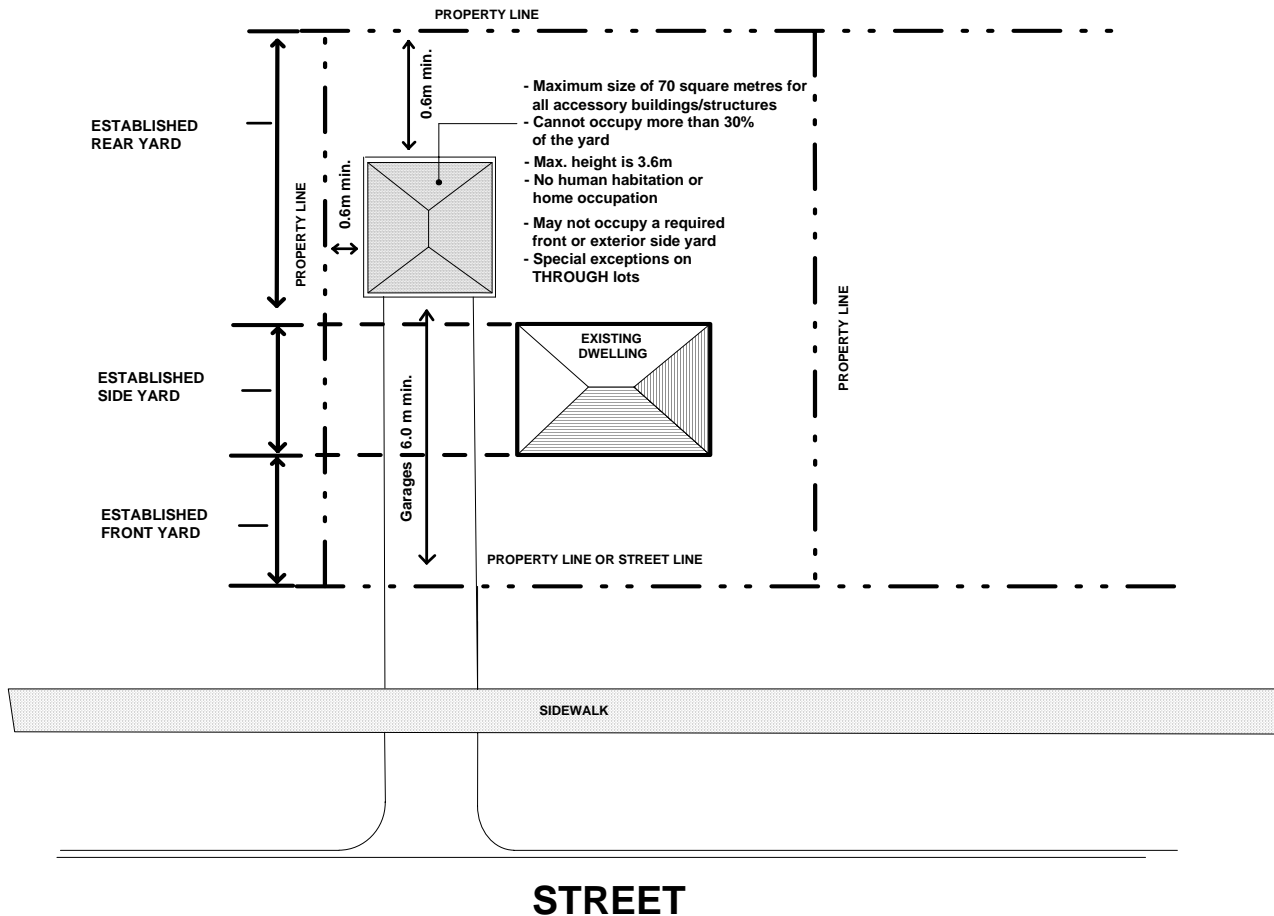 PROPERTY LINE
0.6m min.
- Maximum size of 70 square metres for
all accessory buildings/structures
- Cannot occupy more than 30%
of the yard
- Max. height is 3.6m
- No human habitation or
home occupation
- May not occupy a required
front or exterior side yard
- Special exceptions on
THROUGH lots
ESTABLISHED
REAR YARD
PROPERTY LINE
0.6m min.
PROPERTY LINE
EXISTING
DWELLING
ESTABLISHED
SIDE YARD
Garages 6.0 m min.
ESTABLISHED
FRONT YARD
PROPERTY LINE OR STREET LINE
SIDEWALK
STREET